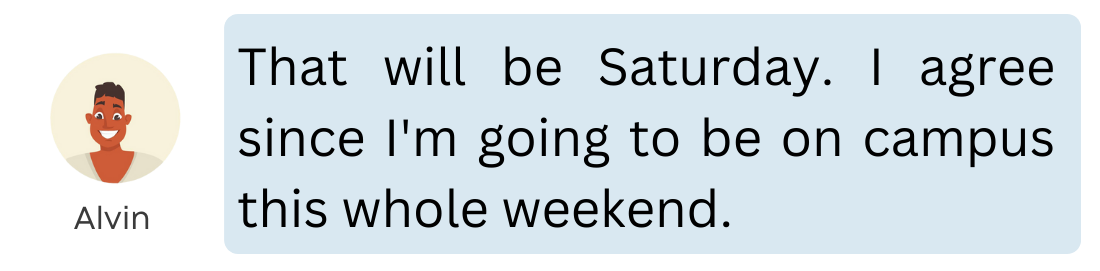 That will be Saturday. I agree
since I'm going to be on campus
this whole weekend.
Alvin